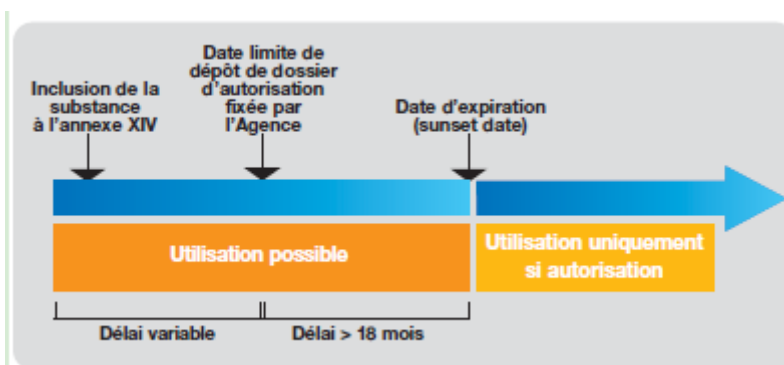 Inclusion de la
substance
à l'annexe XIV
Date limite de
dépôt de dossier
d'autorisation
fixée par
l'Agence
Date d'expiration
(sunset date)
Utilisation possible
Utilisation uniquement
si autorisation
Délai variable
Délai > 18 mois